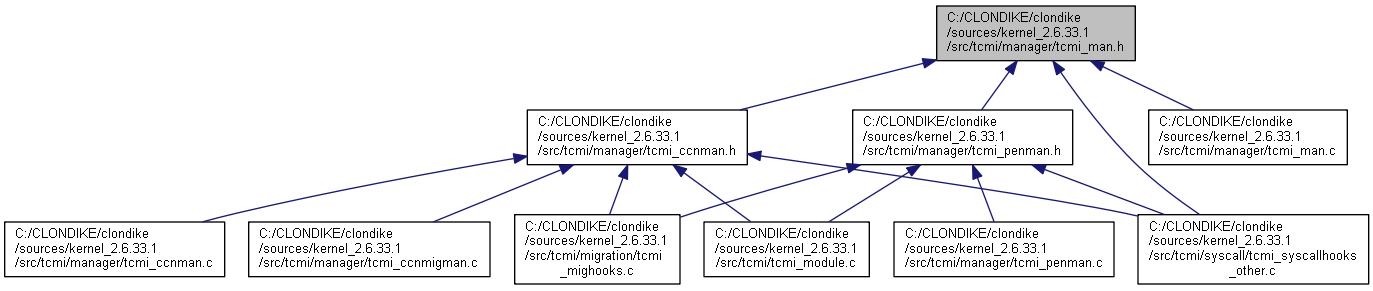 C:/CLONDIKE/clondike
/sources/kernel_2.6.33.1
/src/tcmi/manager/tcmi_man.h
C:/CLONDIKE/clondike
/sources/kernel_2.6.33.1
/src/tcmi/manager/tcmi_ccnman.h
C:/CLONDIKE/clondike
/sources/kernel_2.6.33.1
/src/tcmi/manager/tcmi_penman.h
C:/CLONDIKE/clondike
/sources/kernel_2.6.33.1
/src/tcmi/manager/tcmi_man.c
C:/CLONDIKE/clondike
/sources/kernel_2.6.33.1
/src/tcmi/manager/tcmi_ccnman.c
C:/CLONDIKE/clondike
/sources/kernel_2.6.33.1
/src/tcmi/manager/tcmi_ccnmigman.c
C:/CLONDIKE/clondike
/sources/kernel_2.6.33.1
/src/tcmi/migration/tcmi
_mighooks.c
C:/CLONDIKE/clondike
/sources/kernel_2.6.33.1
/src/tcmi/tcmi_module.c
C:/CLONDIKE/clondike
/sources/kernel_2.6.33.1
/src/tcmi/manager/tcmi_penman.c
C:/CLONDIKE/clondike
/sources/kernel_2.6.33.1
/src/tcmi/syscall/tcmi_syscallhooks
_other.c